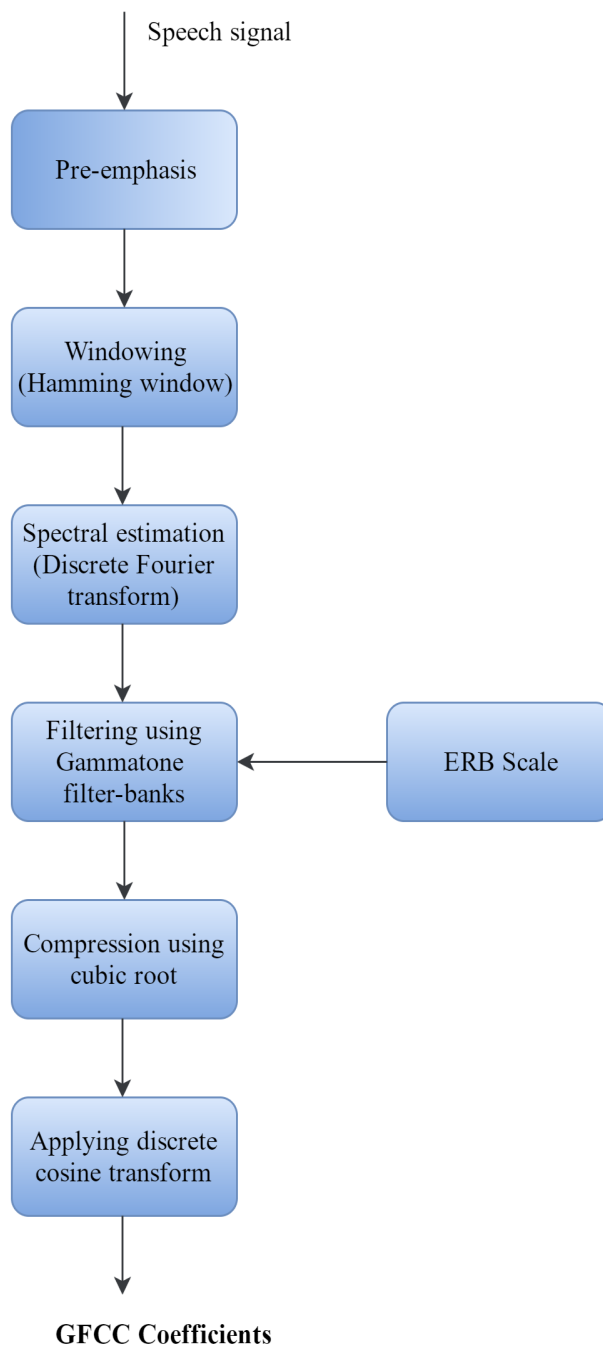 Speech signal
Pre-emphasis
Windowing
(Hamming window)
Spectral estimation
(Discrete Fourier
transform)
Filtering using
Gammatone
filter-banks
ERB Scale
Compression using
cubic root
Applying discrete
cosine transform
GFCC Coefficients